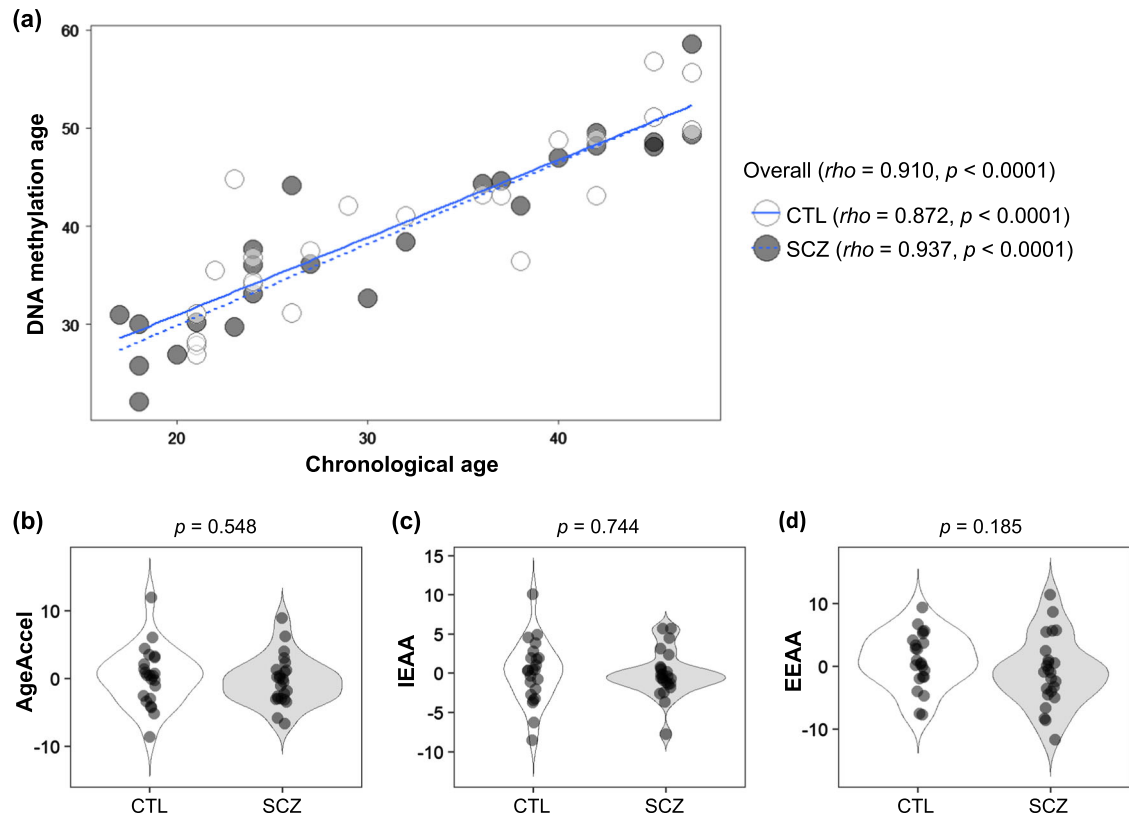 (a)
60
50
40
30
DNA methylation age
20 30 40
Chronological age
Overall (rho = 0.910, p < 0.0001)
CTL (rho = 0.872, p < 0.0001)
SCZ (rho = 0.937, p < 0.0001)
(b)
p = 0.548
AgeAccel
10
0
-10
CTL SCZ
(c)
p = 0.744
IEAA
15
10
5
0
-5
-10
CTL SCZ
(d)
p = 0.185
EEAA
10
0
-10
CTL SCZ